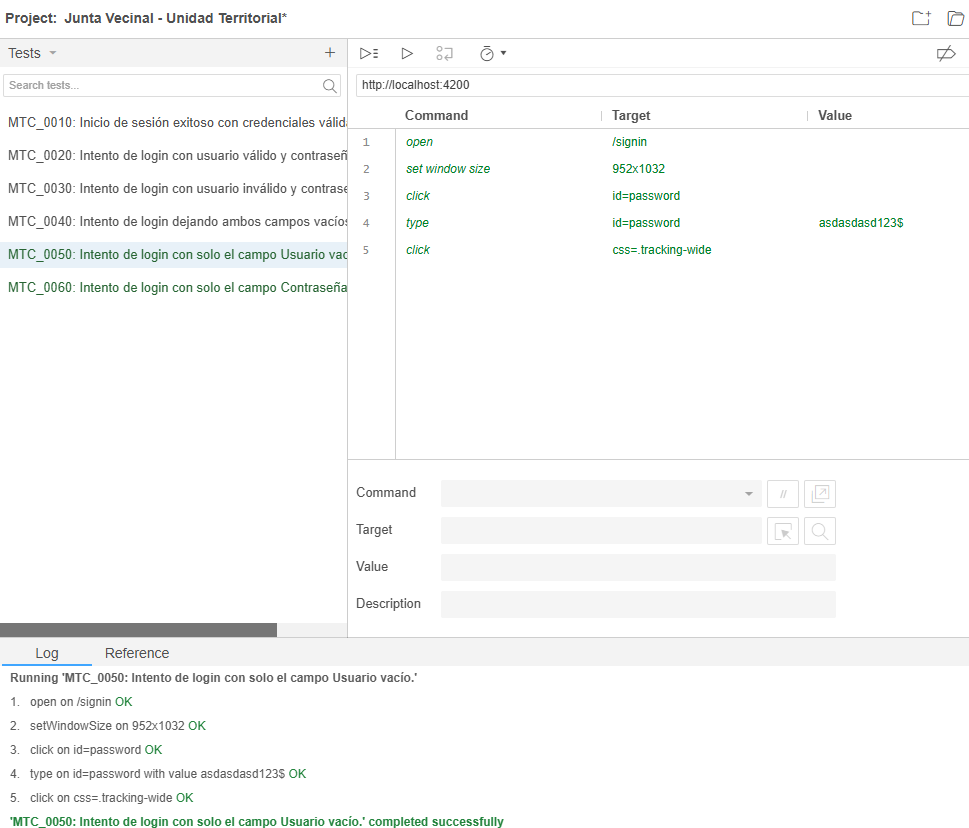 Project: Junta Vecinal - Unidad Territorial*
Tests
+
Search tests...
MTC_0010: Inicio de sesión exitoso con credenciales válid
MTC_0020: Intento de login con usuario válido y contraseñ
MTC_0030: Intento de login con usuario inválido y contrase
MTC_0040: Intento de login dejando ambos campos vacíos
MTC_0050: Intento de login con solo el campo Usuario vac
MTC_0060: Intento de login con solo el campo Contraseña
http://localhost:4200
Command Target Value
1 open /signin
2 set window size 952x1032
3 click id=password
4 type id=password asdasdasd123$
5 click css=.tracking-wide
Command //
Target
Value
Description
Log Reference
Running 'MTC_0050: Intento de login con solo el campo Usuario vacío.'
1. open on /signin OK
2. setWindowSize on 952x1032 OK
3. click on id=password OK
4. type on id=password with value asdasdasd123$ OK
5. click on css=.tracking-wide OK
'MTC_0050: Intento de login con solo el campo Usuario vacío.' completed successfully